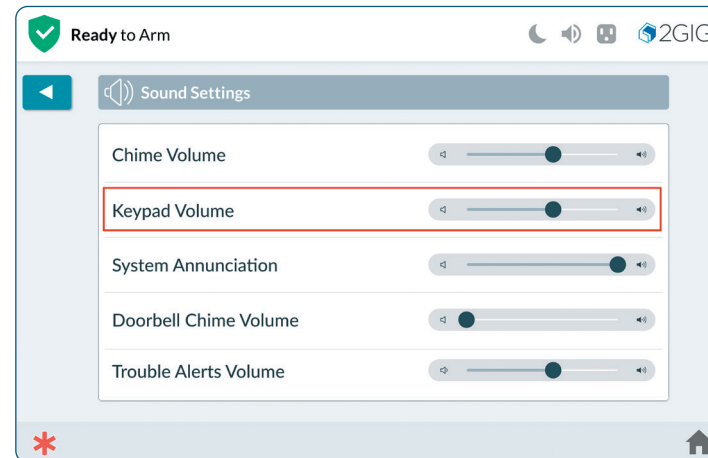 Ready to Arm
2GIG
Sound Settings
Chime Volume
Keypad Volume
System Annunciation
Doorbell Chime Volume
Trouble Alerts Volume